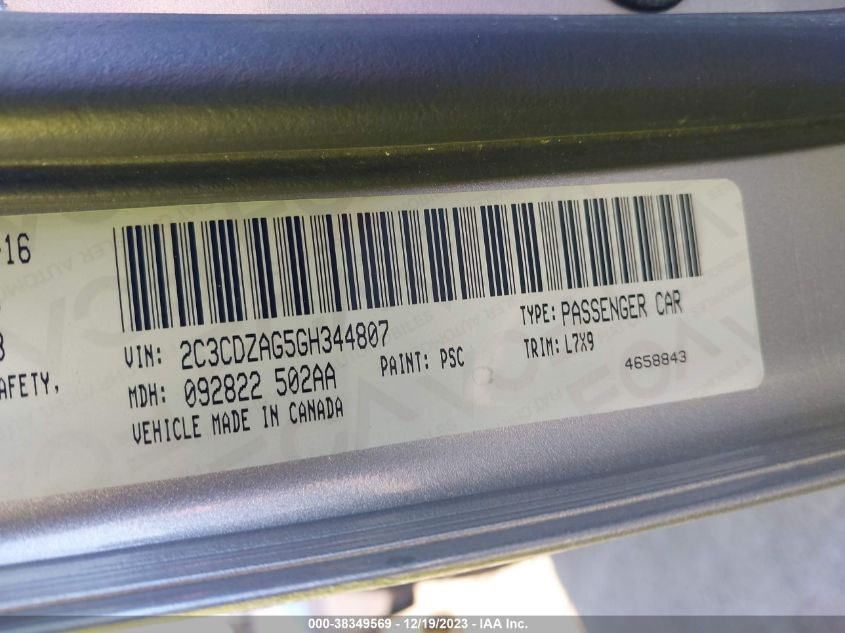 -16
VIN: 2C3CDZAG5GH344807
TYPE: PASSENGER CAR
AFETY,
MDH: 092822 502AA
PAINT: PSC
TRIM: L7X9
4658843
VEHICLE MADE IN CANADA
000-38349569 - 12/19/2023 - IAA Inc.